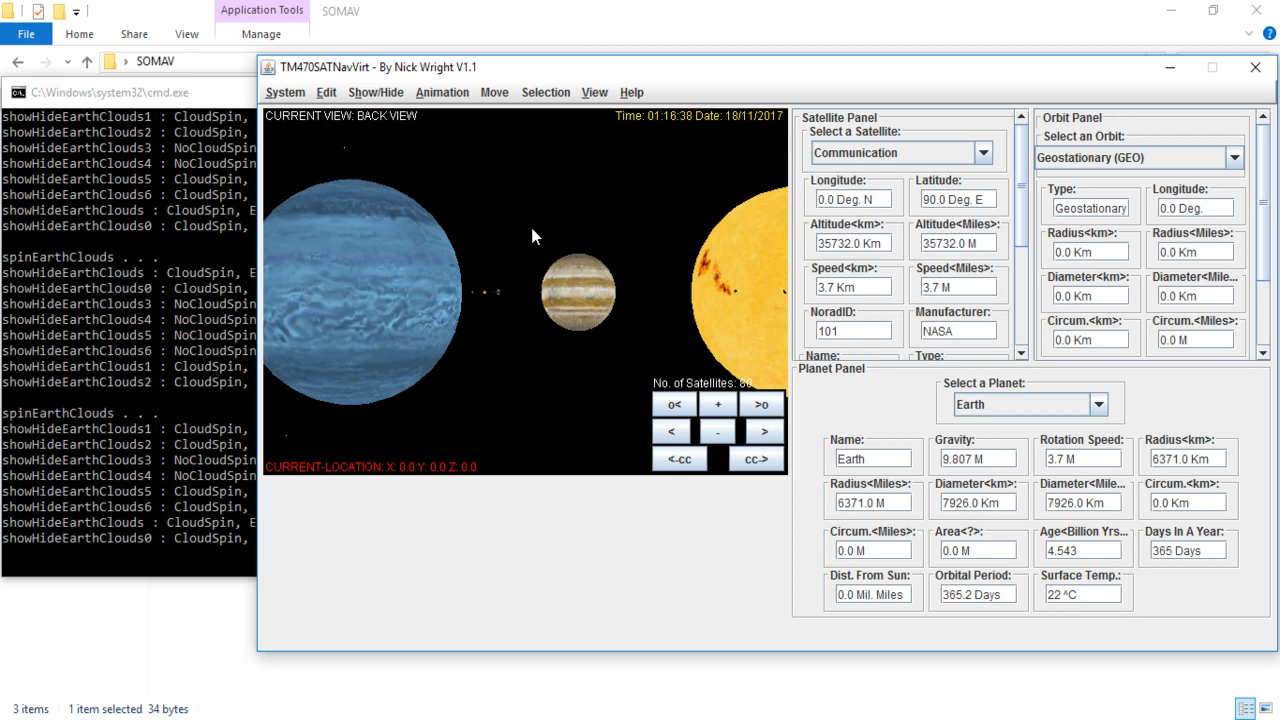 Application Tools
SOMAV
File
Home
Share
View
Manage
SOMAV
C:\Windows\system32\cmd.exe
showHideEarthClouds1 : CloudSpin,
showHideEarthClouds2 : CloudSpin,
showHideEarthClouds3 : NoCloudSpin
showHideEarthClouds4 : NoCloudSpin
showHideEarthClouds5 : CloudSpin,
showHideEarthClouds6 : CloudSpin,
showHideEarthClouds : CloudSpin, E
showHideEarthClouds0 : CloudSpin,
spinEarthClouds . . .
showHideEarthClouds : CloudSpin, E
showHideEarthClouds0 : CloudSpin,
showHideEarthClouds3 : NoCloudSpin
showHideEarthClouds4 : NoCloudSpin
showHideEarthClouds5 : CloudSpin,
showHideEarthClouds6 : NoCloudSpin
showHideEarthClouds1 : CloudSpin,
showHideEarthClouds2 : CloudSpin,
spinEarthClouds . . .
showHideEarthClouds1 : CloudSpin,
showHideEarthClouds2 : CloudSpin,
showHideEarthClouds3 : NoCloudSpin
showHideEarthClouds4 : NoCloudSpin
showHideEarthClouds5 : CloudSpin,
showHideEarthClouds6 : CloudSpin,
showHideEarthClouds : CloudSpin, E
showHideEarthClouds0 : CloudSpin,
TM470SATNavVirt - By Nick Wright V1.1
System Edit Show/Hide Animation Move Selection View Help
CURRENT VIEW: BACK VIEW
Time: 01:16:38 Date: 18/11/2017
No. of Satellites: 80
o< + >o
< - >
<-cc cc->
CURRENT-LOCATION: X: 0.0 Y: 0.0 Z: 0.0
Satellite Panel
Select a Satellite:
Communication
Longitude: Latitude:
0.0 Deg. N 90.0 Deg. E
Altitude<km>: Altitude<Miles>:
35732.0 Km 35732.0 M
Speed<km>: Speed<Miles>:
3.7 Km 3.7 M
NoradID: Manufacturer:
101 NASA
Name: Type:
Orbit Panel
Select an Orbit:
Geostationary (GEO)
Type: Longitude:
Geostationary 0.0 Deg.
Radius<km>: Radius<Miles>:
0.0 Km 0.0 Km
Diameter<km>: Diameter<Mile...
0.0 Km 0.0 Km
Circum.<km>: Circum.<Miles>:
0.0 Km 0.0 M
Planet Panel
Select a Planet:
Earth
Name: Gravity: Rotation Speed: Radius<km>:
Earth 9.807 M 3.7 M 6371.0 Km
Radius<Miles>: Diameter<km>: Diameter<Mile... Circum.<km>:
6371.0 M 7926.0 Km 7926.0 Km 0.0 Km
Circum.<Miles>: Area<?>: Age<Billion Yrs... Days In A Year:
0.0 M 0.0 M 4.543 365 Days
Dist. From Sun: Orbital Period: Surface Temp.:
0.0 Mil. Miles 365.2 Days 22 ^C
3 items 1 item selected 34 bytes